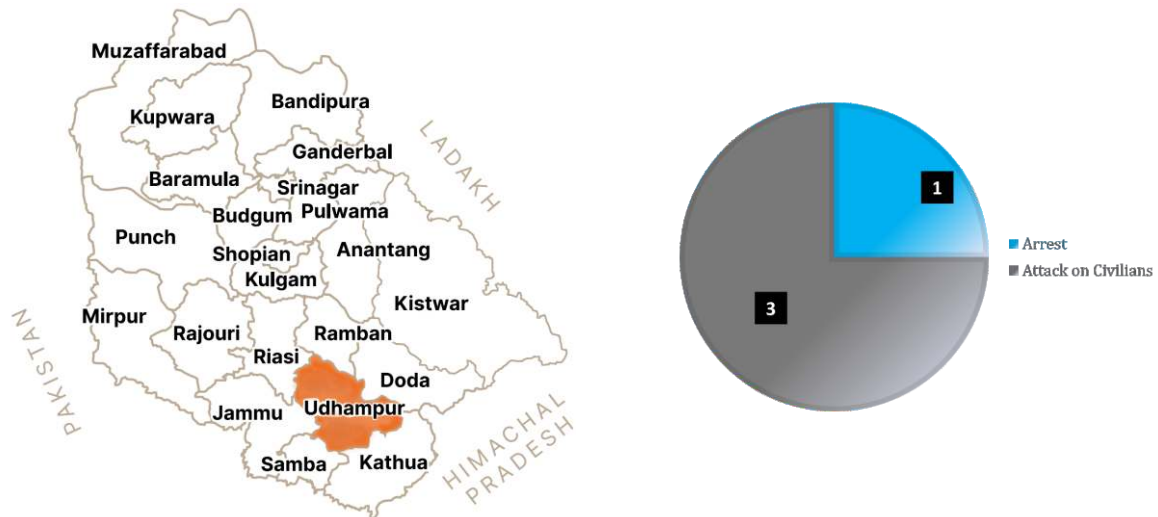 Muzaffarabad
Kupwara
Bandipura
Ganderbal
LADAKH
Baramula
Srinagar
Budgum
Pulwama
Punch
Shopian
Anantang
Kulgam
Kistwar
Mirpur
Rajouri
Ramban
Riasi
Doda
PAKISTAN
Jammu
Udhampur
Samba
Kathua
HIMACHAL
PRADESH
1
3
Arrest
Attack on Civilians